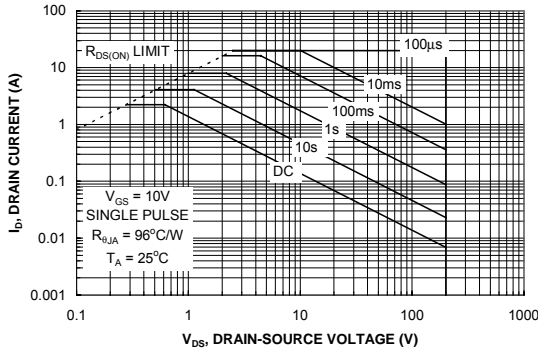 100
10
1
0.1
0.01
0.001
I_D, DRAIN CURRENT (A)
R_DS(ON) LIMIT
100µs
10ms
100ms
1s
10s
DC
V_GS = 10V
SINGLE PULSE
R_θJA = 96°C/W
T_A = 25°C
0.1 1 10 100 1000
V_DS, DRAIN-SOURCE VOLTAGE (V)